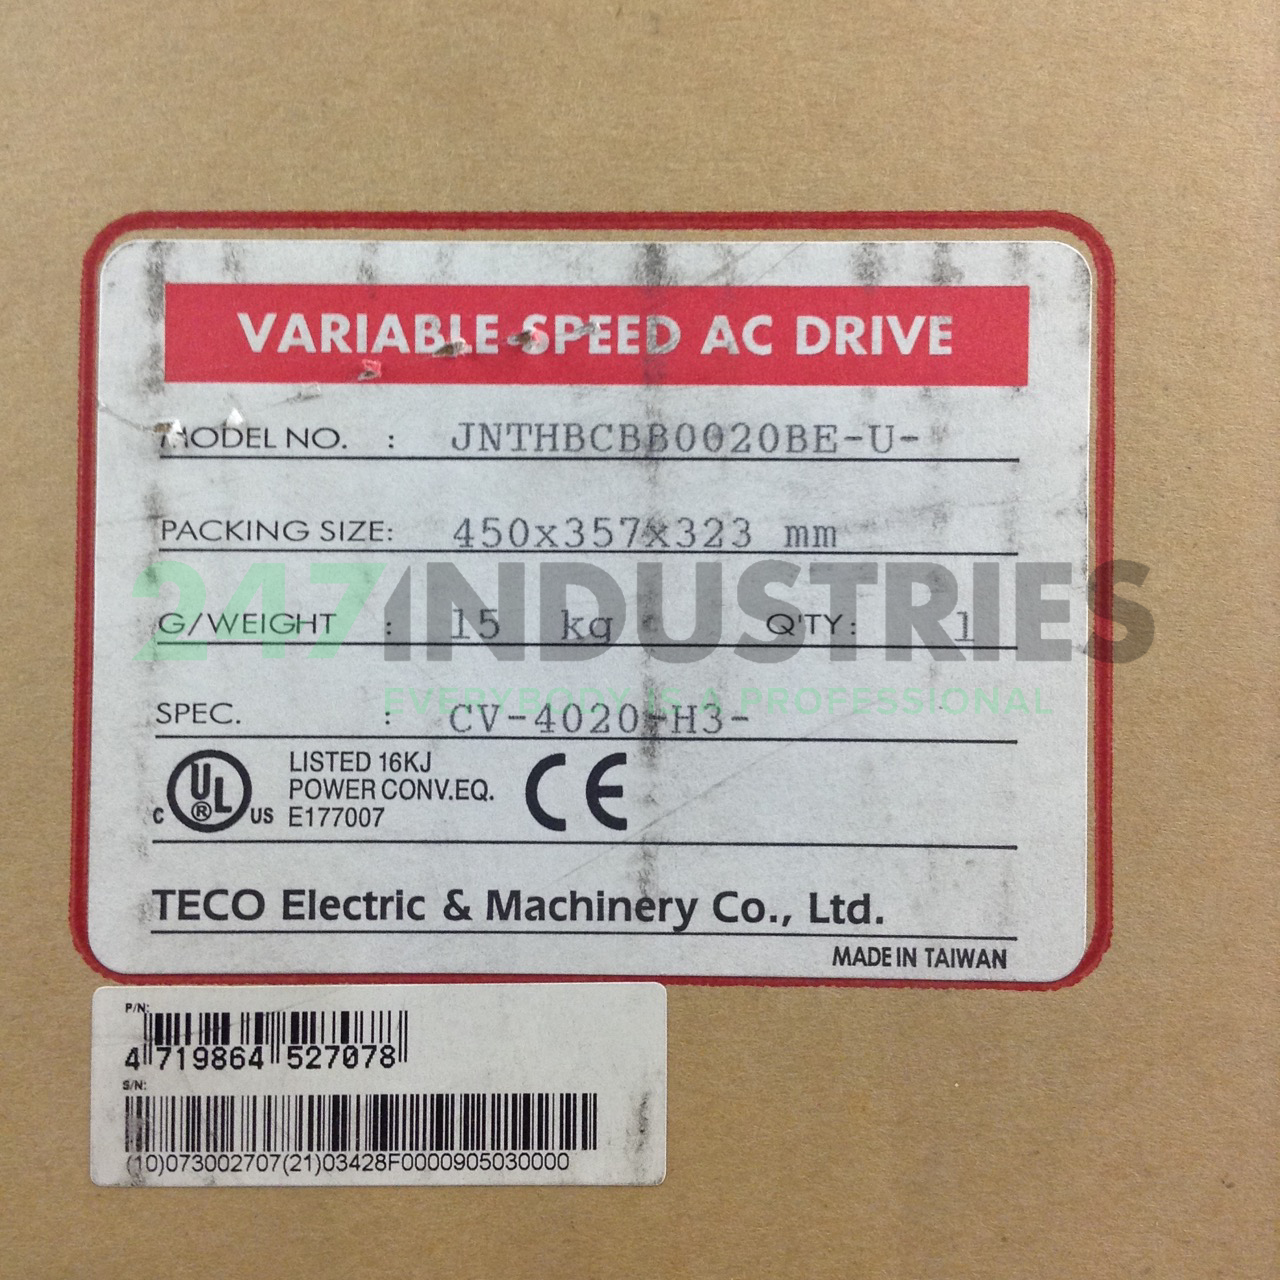 VARIABLE SPEED AC DRIVE
MODEL NO. : JNTHBCBB0020BE-U-
PACKING SIZE: 450x357x323 mm
247INDUSTRIES
G/WEIGHT : 15 kg Q'TY: 1
EVERYBODY IS A PROFESSIONAL
SPEC. : CV-4020-H3-
C UL ® US
LISTED 16KJ
POWER CONV.EQ.
E177007
CE
TECO Electric & Machinery Co., Ltd.
MADE IN TAIWAN
P/N:
4 719864 527078
S/N:
(10)073002707(21)03428F0000905030000